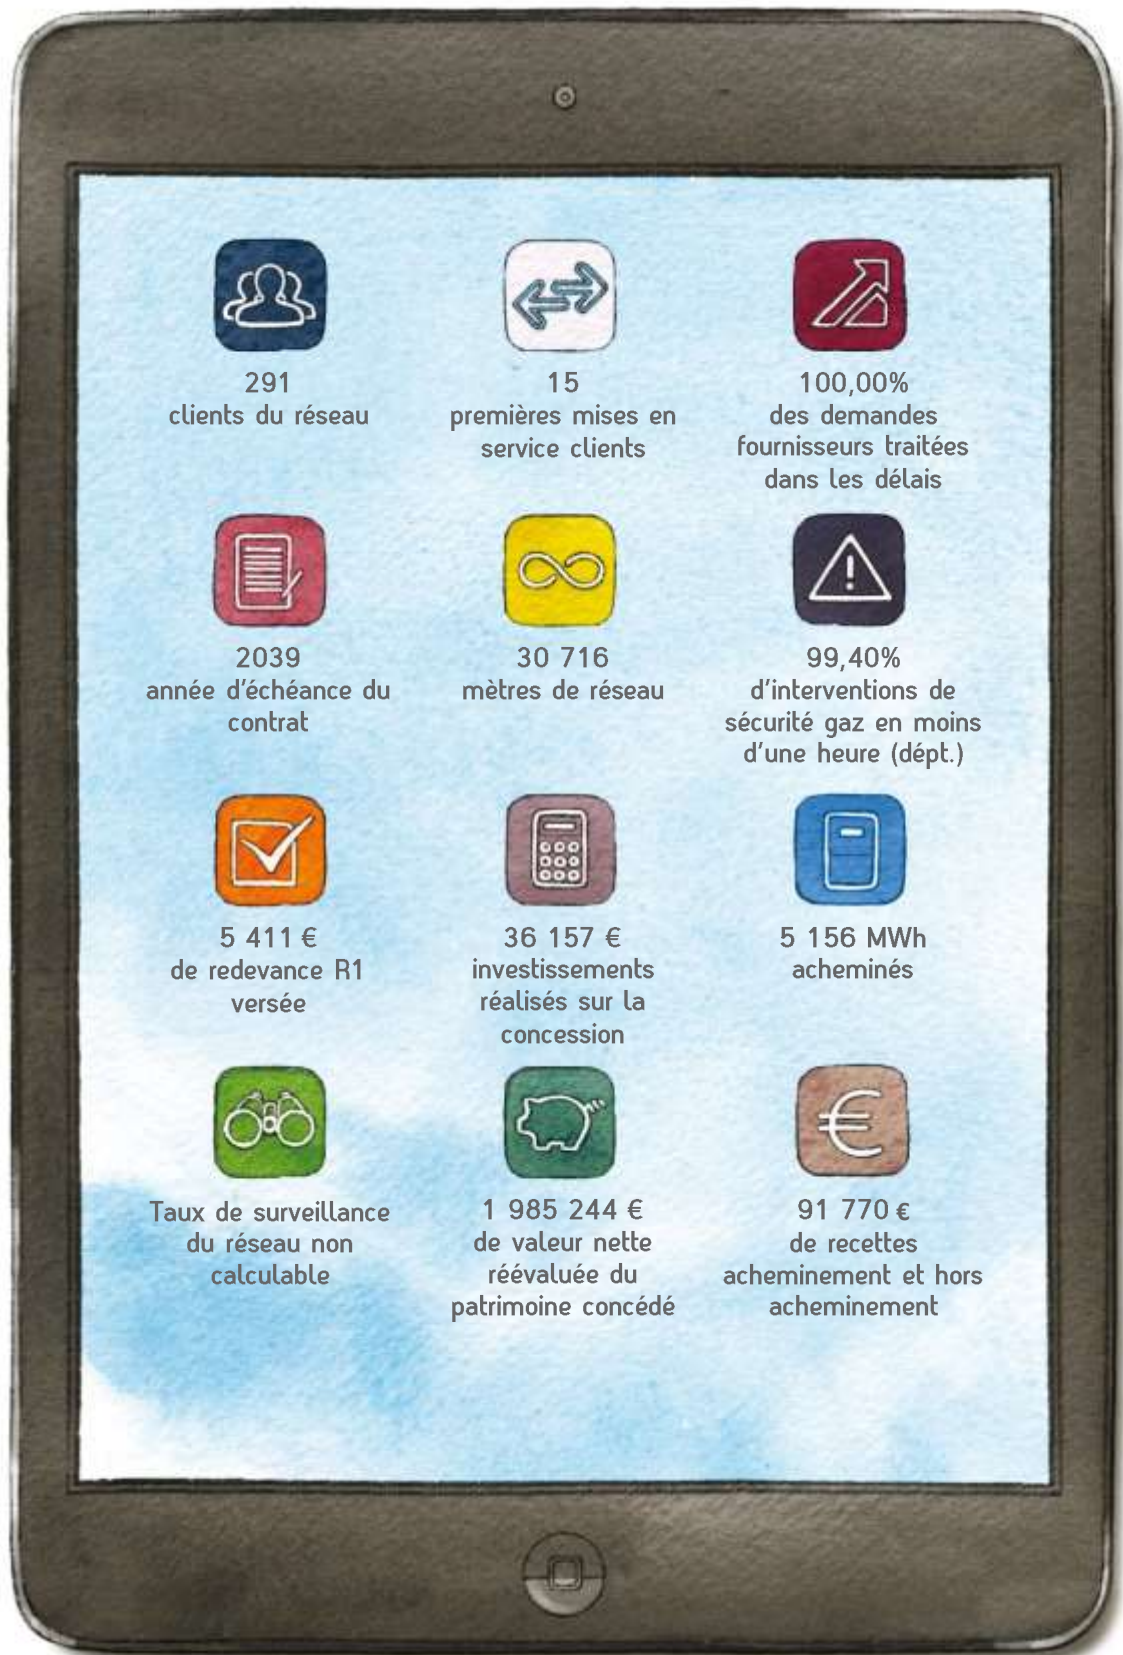 291
clients du réseau
15
premières mises en
service clients
100,00%
des demandes
fournisseurs traitées
dans les délais
2039
année d'échéance du
contrat
30 716
mètres de réseau
99,40%
d'interventions de
sécurité gaz en moins
d'une heure (dépt.)
5 411 €
de redevance R1
versée
36 157 €
investissements
réalisés sur la
concession
5 156 MWh
acheminés
Taux de surveillance
du réseau non
calculable
1 985 244 €
de valeur nette
réévaluée du
patrimoine concédé
91 770 €
de recettes
acheminement et hors
acheminement